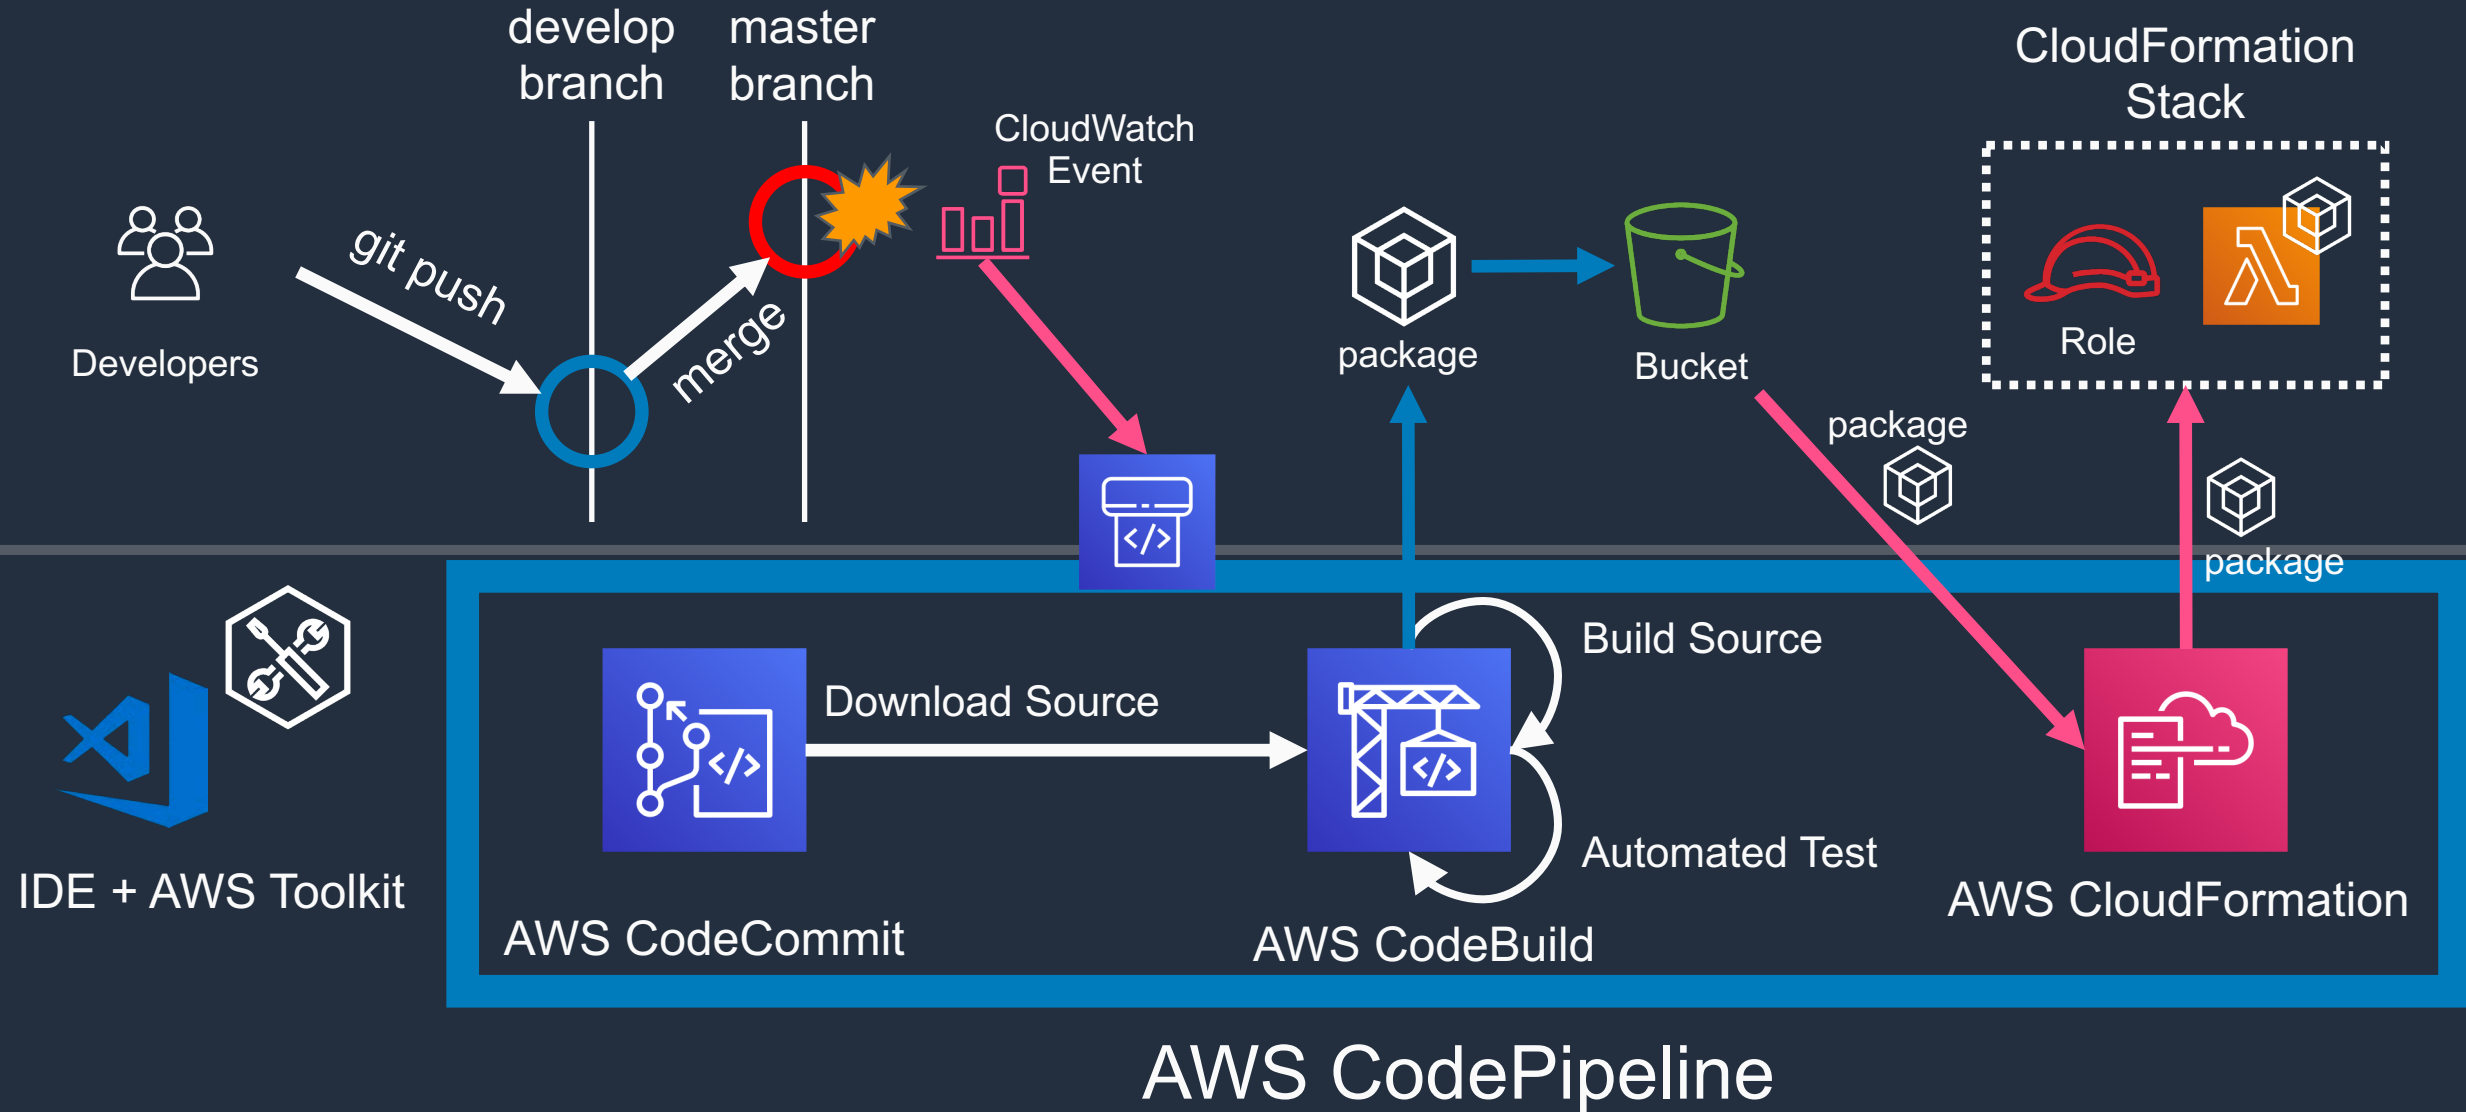 develop
branch
master
branch
CloudFormation
Stack
CloudWatch
Event
git push
merge
Developers
package
Bucket
Role
package
package
Build Source
Download Source
Automated Test
IDE + AWS Toolkit
AWS CodeCommit
AWS CodeBuild
AWS CloudFormation
AWS CodePipeline